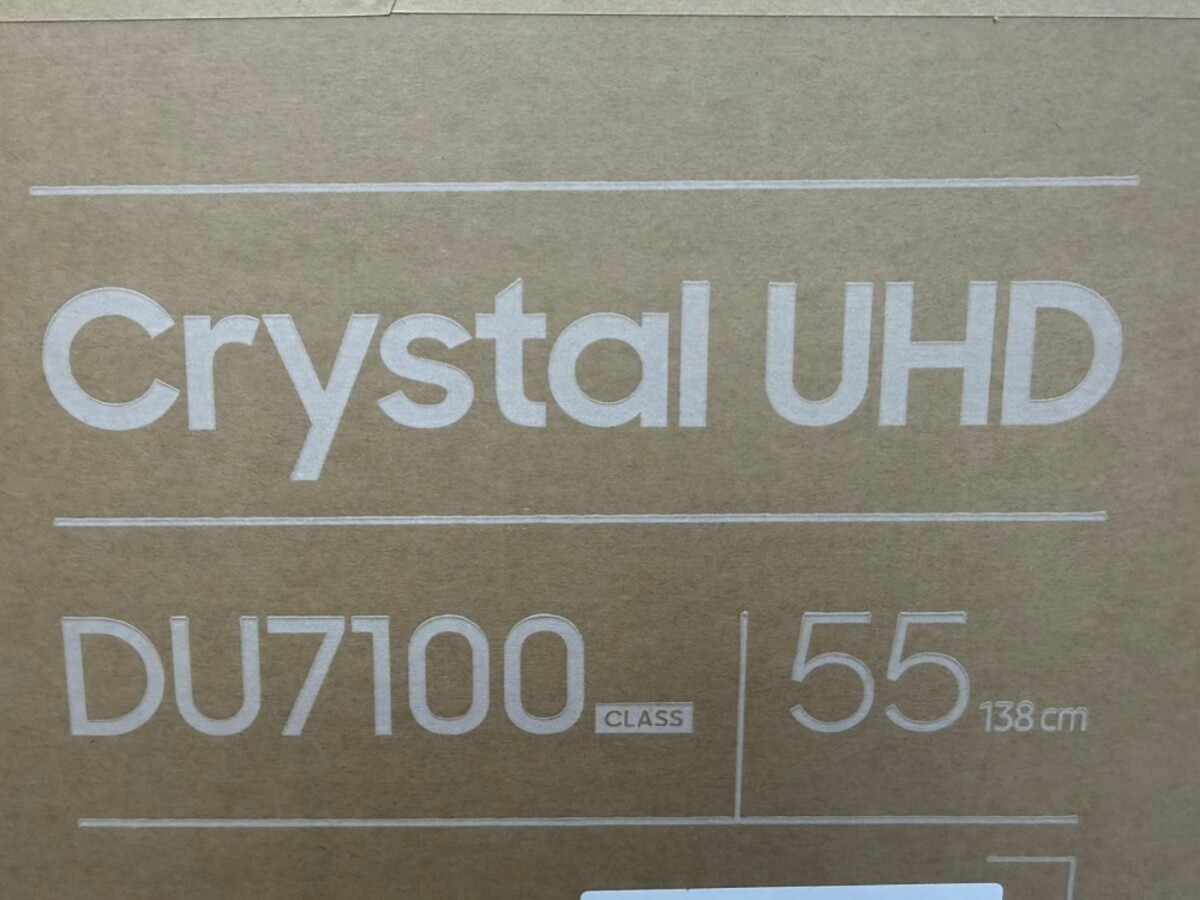 Crystal UHD
DU7100 CLASS 55 138 cm